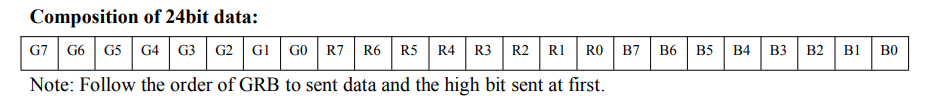 Composition of 24bit data:
G7 G6 G5 G4 G3 G2 G1 G0 R7 R6 R5 R4 R3 R2 R1 R0 B7 B6 B5 B4 B3 B2 B1 B0
Note: Follow the order of GRB to sent data and the high bit sent at first.